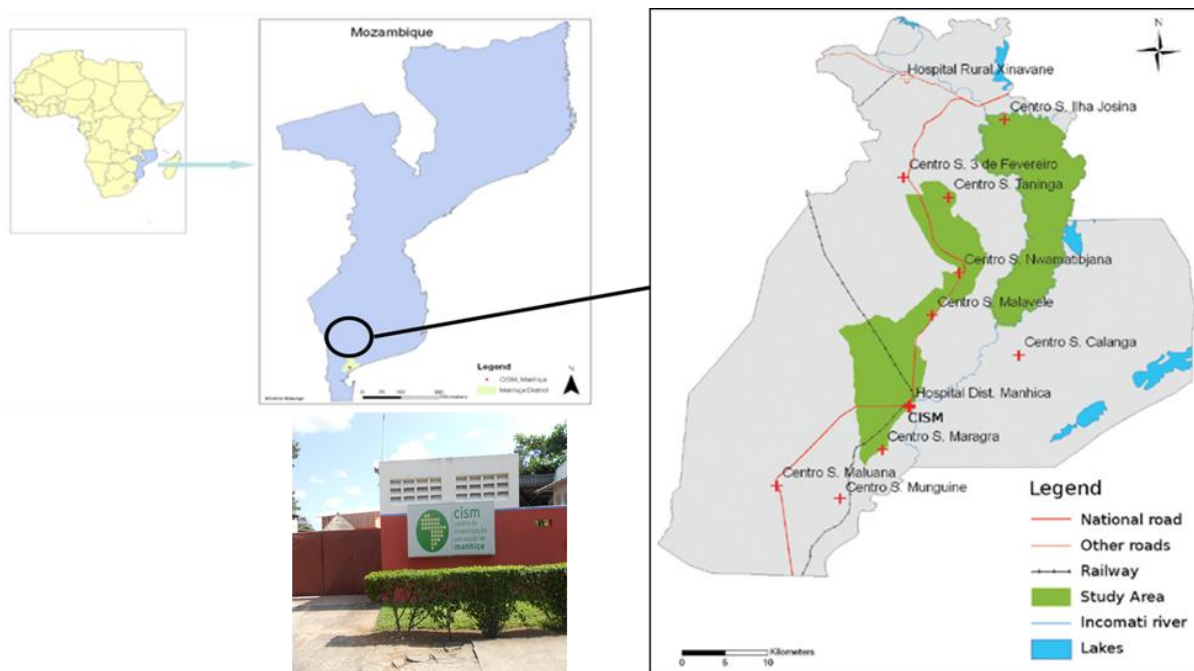 Mozambique
Legend
CISM, Manhiça
Manhiça District
N
Kilometers
N
Hospital Rural Xinavane
Centro S. Ilha Josina
Centro S. 3 de Fevereiro
Centro S. Taninga
Centro S. Nwamatibjana
Centro S. Malavele
Centro S. Calanga
Hospital Dist. Manhica
CISM
Centro S. Maragra
Centro S. Maluana
Centro S. Munguine
Legend
National road
Other roads
Railway
Study Area
Incomati river
Lakes
Kilometers
0 5 10
cism
centro de
investigação
em saúde de
manhiça